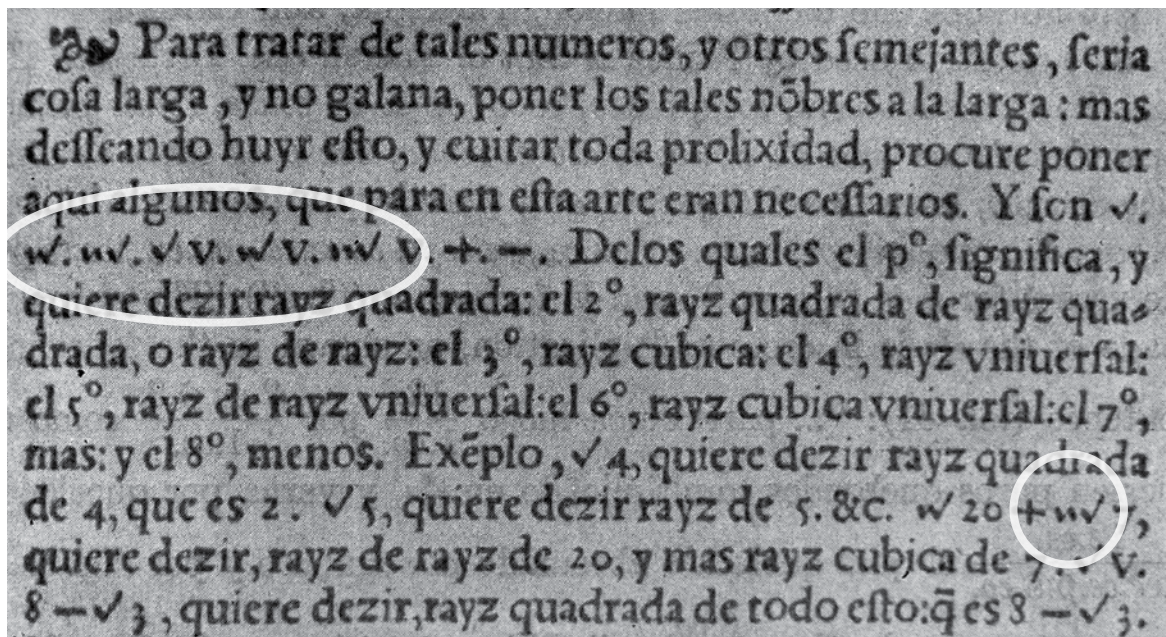 Para tratar de tales numeros, y otros ſemejantes, ſeria
coſa larga, y no galana, poner los tales nōbres a la larga: mas
deſſeando huyr eſto, y euitar toda prolixidad, procure poner
aqui algunos, que para en eſta arte eran neceſſarios. Y ſon √.
w√. ɯ√. √ V. w√ V. ɯ√ V. +. −. Delos quales el pº, ſignifica, y
quiere dezir rayz quadrada: el 2º, rayz quadrada de rayz qua-
drada, o rayz de rayz: el 3º, rayz cubica: el 4º, rayz vniuerſal:
el 5º, rayz de rayz vniuerſal: el 6º, rayz cubica vniuerſal: el 7º,
mas: y el 8º, menos. Exēplo, √ 4, quiere dezir rayz quadrada
de 4, que es 2. √ 5, quiere dezir rayz de 5. &c. w√ 20 + ɯ√ 7,
quiere dezir, rayz de rayz de 20, y mas rayz cubica de 7. √ V.
8 − √ 3, quiere dezir, rayz quadrada de todo eſto: q̄ es 8 − √ 3.